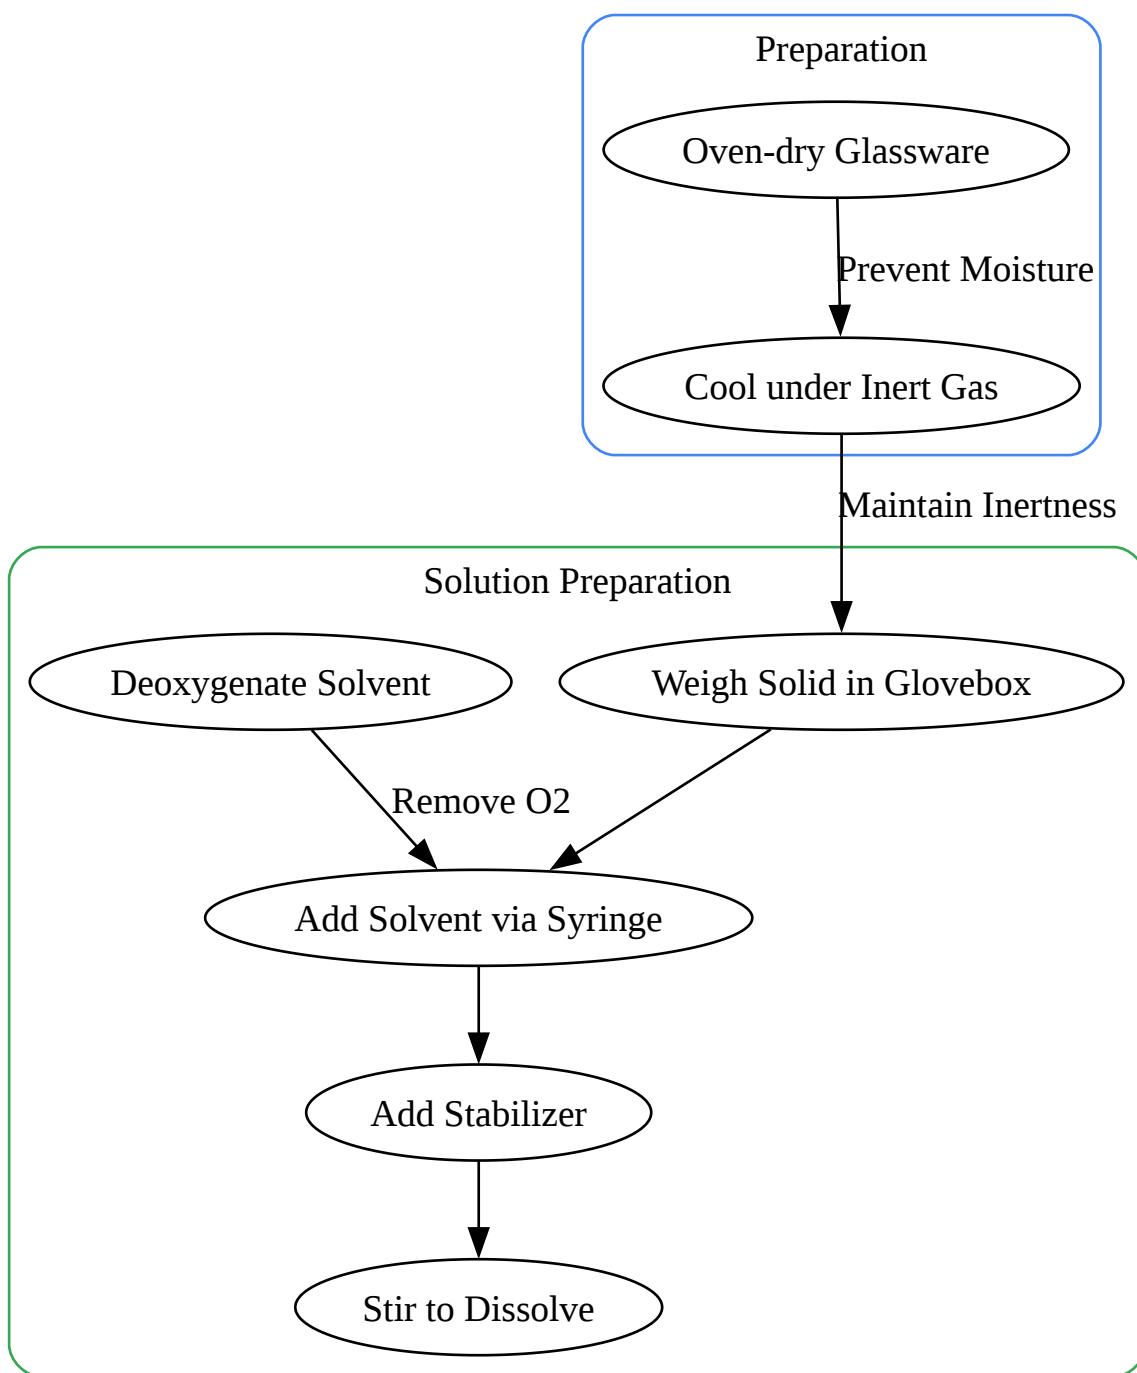 Preparation
Oven-dry Glassware
Prevent Moisture
Cool under Inert Gas
Maintain Inertness
Solution Preparation
Deoxygenate Solvent
Weigh Solid in Glovebox
Remove O2
Add Solvent via Syringe
Add Stabilizer
Stir to Dissolve